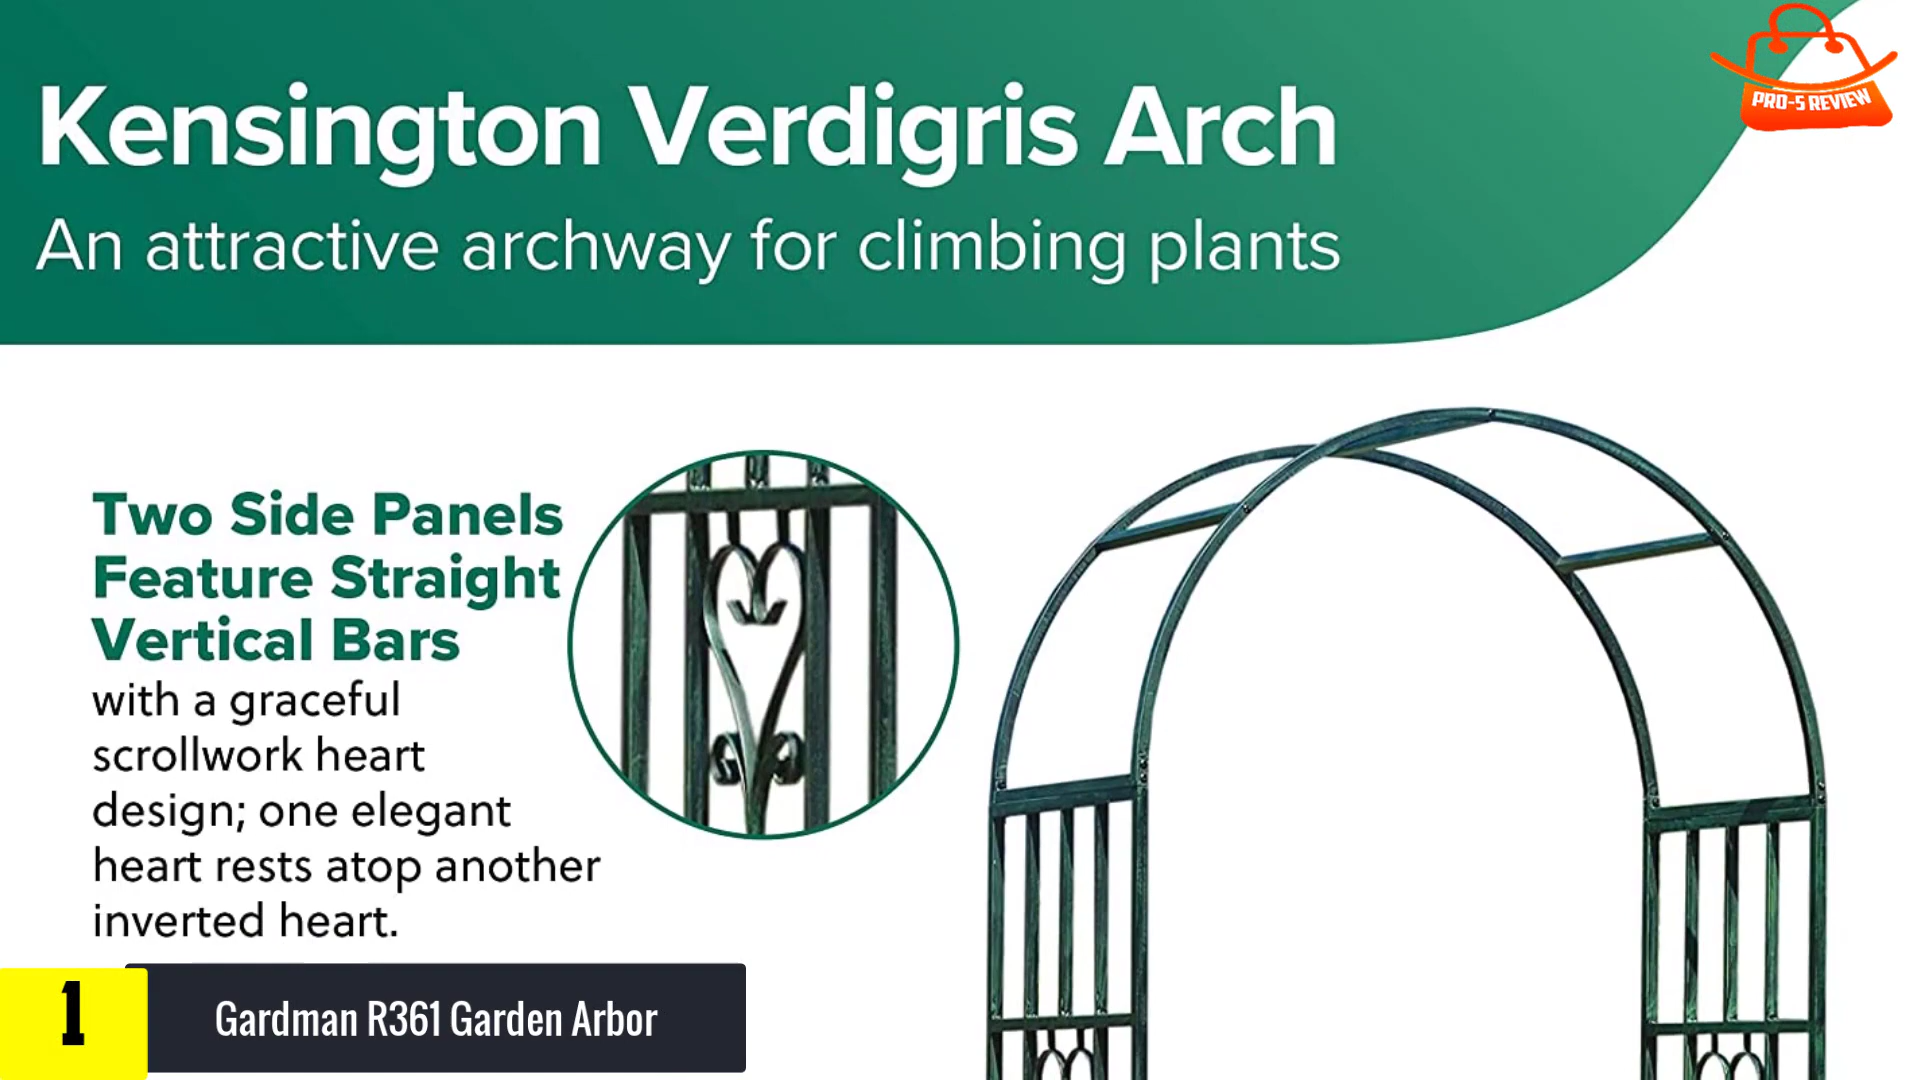 Kensington Verdigris Arch
An attractive archway for climbing plants
PRO-5 REVIEW
Two Side Panels
Feature Straight
Vertical Bars
with a graceful
scrollwork heart
design; one elegant
heart rests atop another
inverted heart.
1
Gardman R361 Garden Arbor